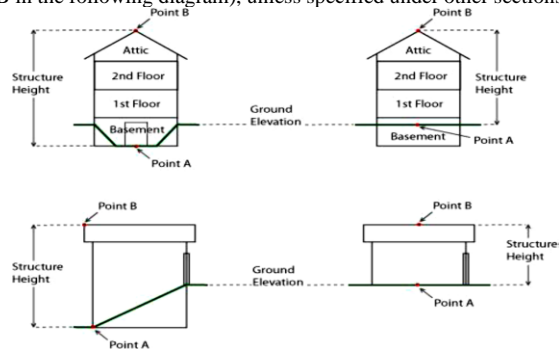 B in the following diagram), unless specified under other sections
Point B
Point B
Attic
Attic
Structure
Height
2nd Floor
2nd Floor
Structure
Height
1st Floor
1st Floor
Ground
Elevation
Basement
Basement
Point A
Point A
Point B
Point B
Structure
Height
Structure
Height
Ground
Elevation
Point A
Point A